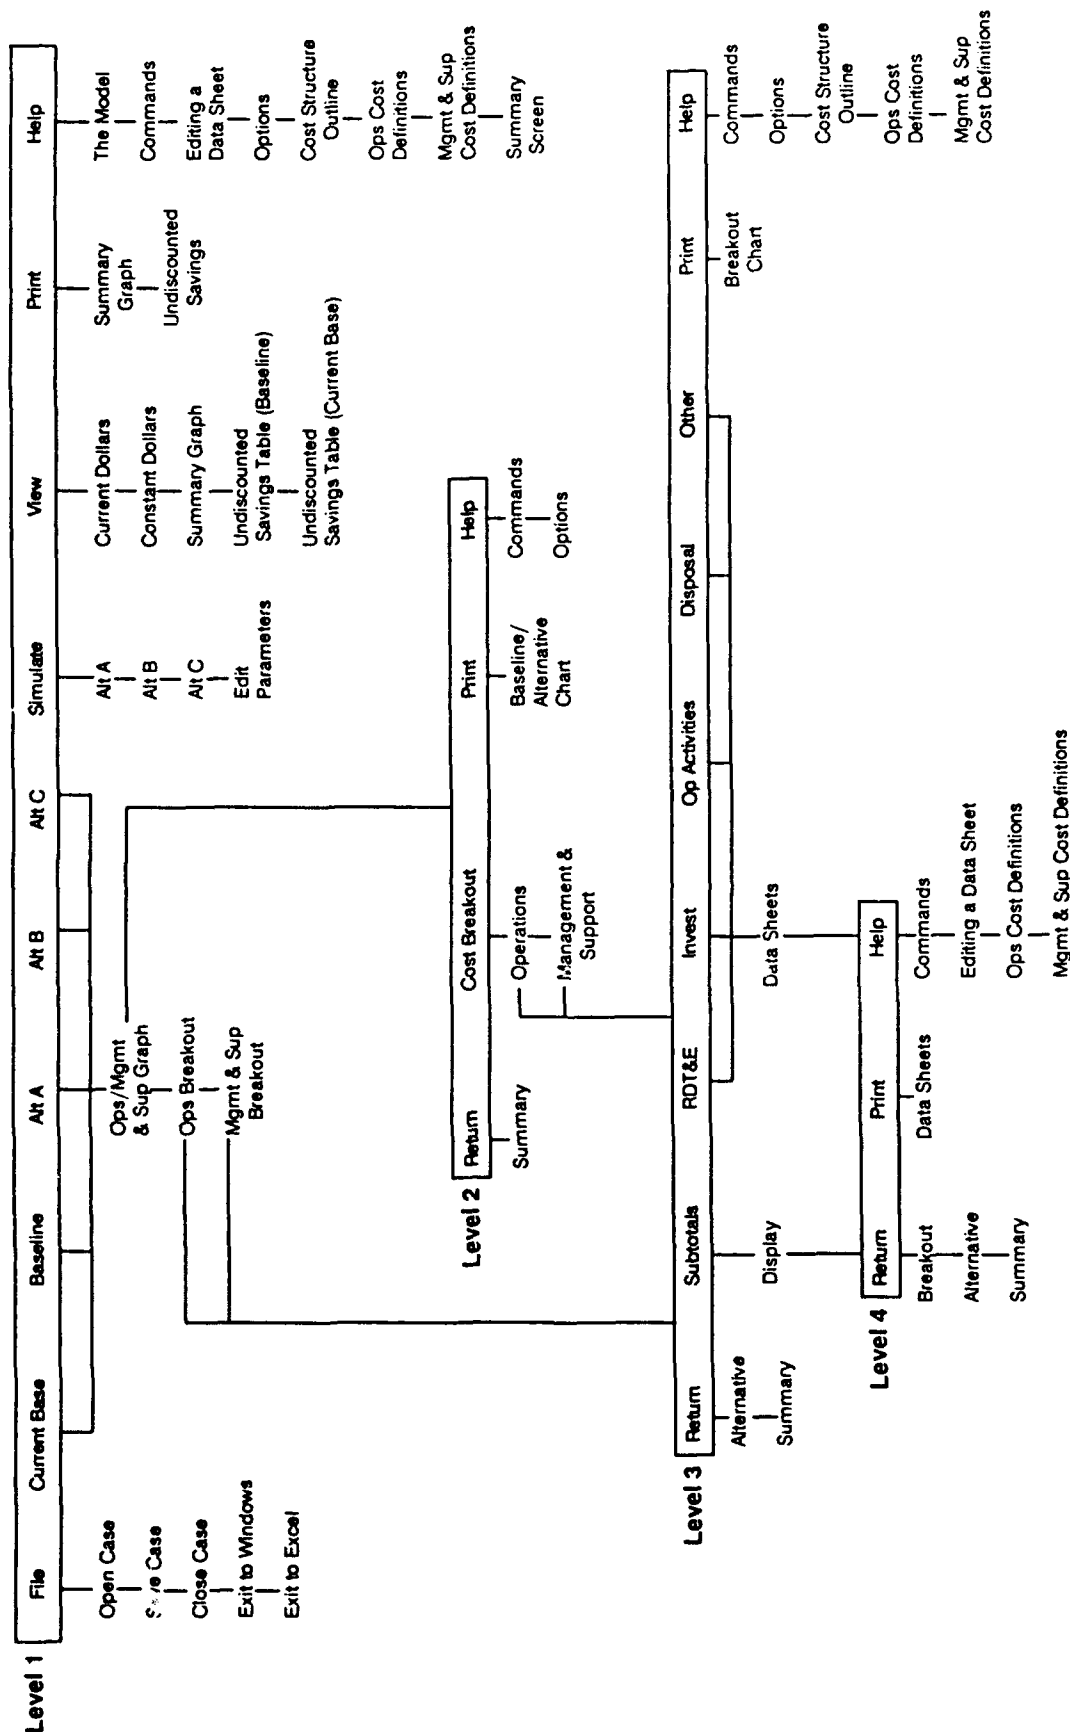 Level 1
File
Current Base
Baseline
Alt A
Alt B
Alt C
Simulate
View
Print
Help
Open Case
Save Case
Close Case
Exit to Windows
Exit to Excel
Ops/Mgmt
& Sup Graph
Ops Breakout
Mgmt & Sup
Breakout
Alt A
Alt B
Alt C
Edit
Parameters
Current Dollars
Constant Dollars
Summary Graph
Undiscounted
Savings Table (Baseline)
Undiscounted
Savings Table (Current Base)
Summary
Graph
Undiscounted
Savings
The Model
Commands
Editing a
Data Sheet
Options
Cost Structure
Outline
Ops Cost
Definitions
Mgmt & Sup
Cost Definitions
Summary
Screen
Level 2
Return
Cost Breakout
Print
Help
Summary
Operations
Management &
Support
Baseline/
Alternative
Chart
Commands
Options
Level 3
Return
Subtotals
RDT&E
Invest
Op Activities
Disposal
Other
Print
Help
Alternative
Summary
Display
Data Sheets
Breakout
Chart
Commands
Options
Cost Structure
Outline
Ops Cost
Definitions
Mgmt & Sup
Cost Definitions
Level 4
Return
Print
Help
Breakout
Alternative
Summary
Data Sheets
Commands
Editing a Data Sheet
Ops Cost Definitions
Mgmt & Sup Cost Definitions